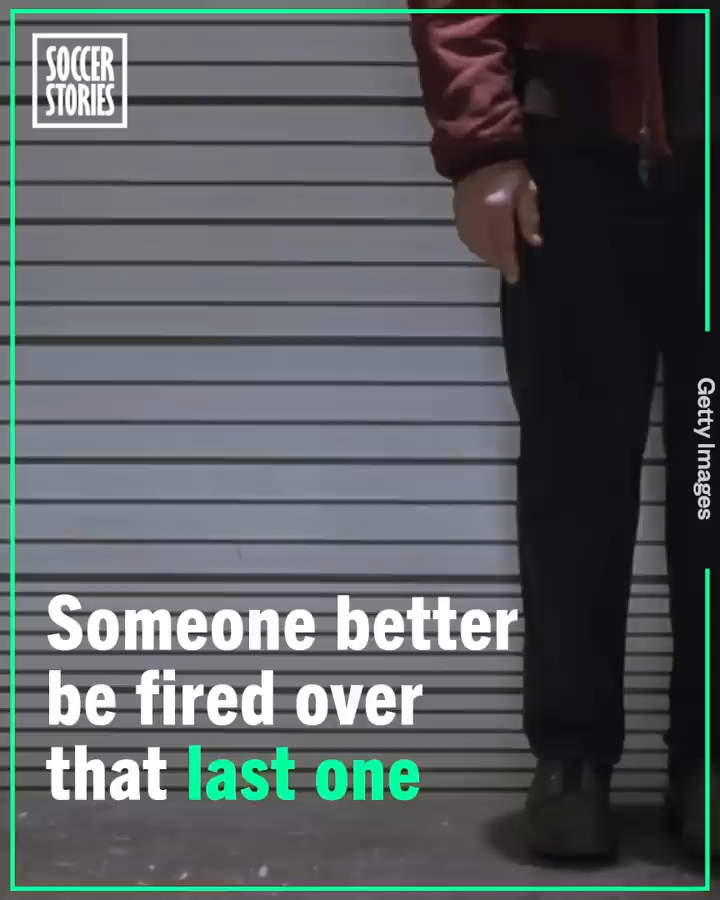 SOCCER
STORIES
Getty Images
Someone better
be fired over
that last one